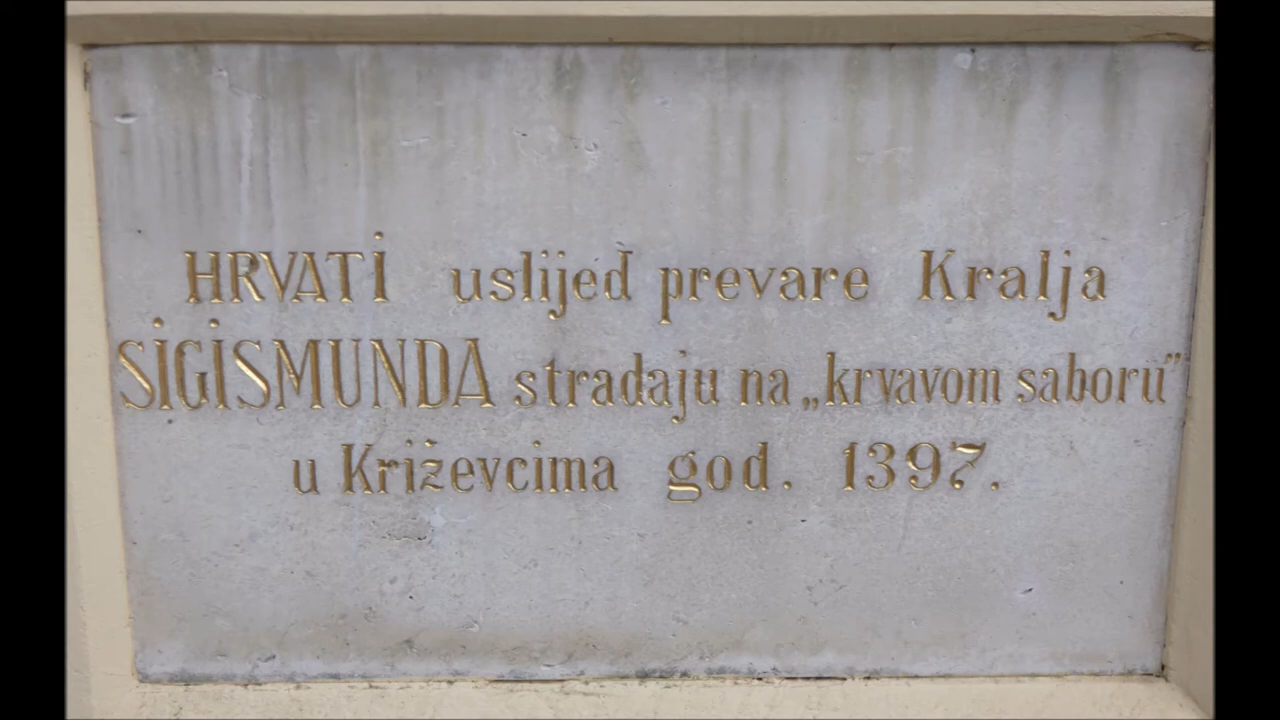 HRVATI uslijed prevare Kralja
SIGISMUNDA stradaju na „krvavom saboru”
u Križevcima god. 1397.